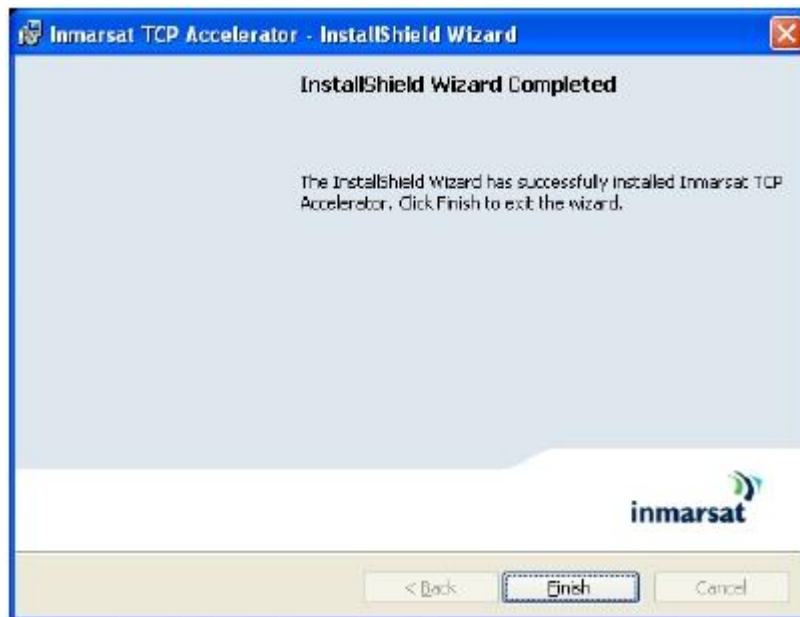 Inmarsat TCP Accelerator - InstallShield Wizard
InstallShield Wizard Completed
The InstallShield Wizard has successfully installed Inmarsat TCP
Accelerator. Click Finish to exit the wizard.
inmarsat
< Back
Finish
Cancel